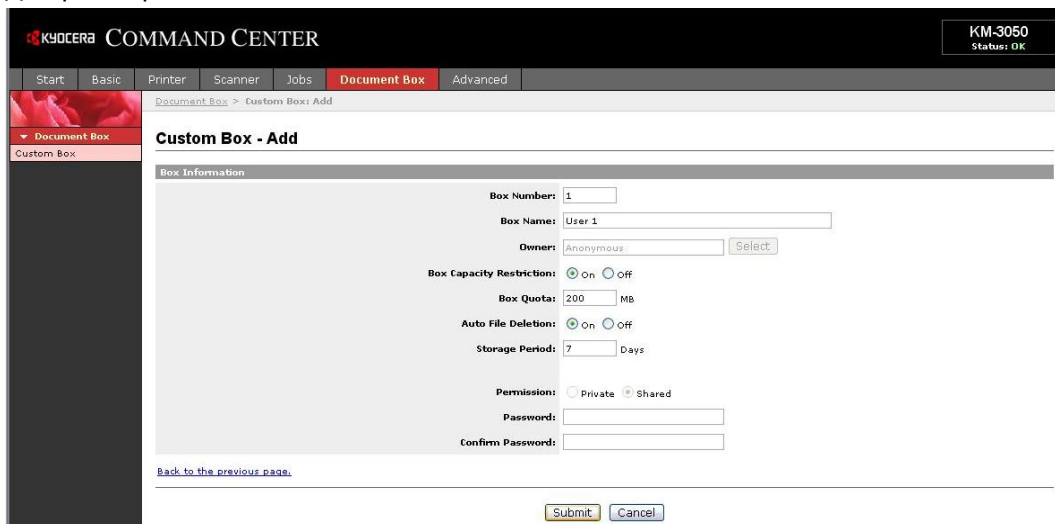 KYOCERA COMMAND CENTER
KM-3050
Status: OK
Start Basic Printer Scanner Jobs Document Box Advanced
Document Box > Custom Box: Add
Document Box
Custom Box
Custom Box - Add
Box Information
Box Number: 1
Box Name: User 1
Owner: Anonymous Select
Box Capacity Restriction: On Off
Box Quota: 200 MB
Auto File Deletion: On Off
Storage Period: 7 Days
Permission: Private Shared
Password:
Confirm Password:
Back to the previous page.
Submit Cancel